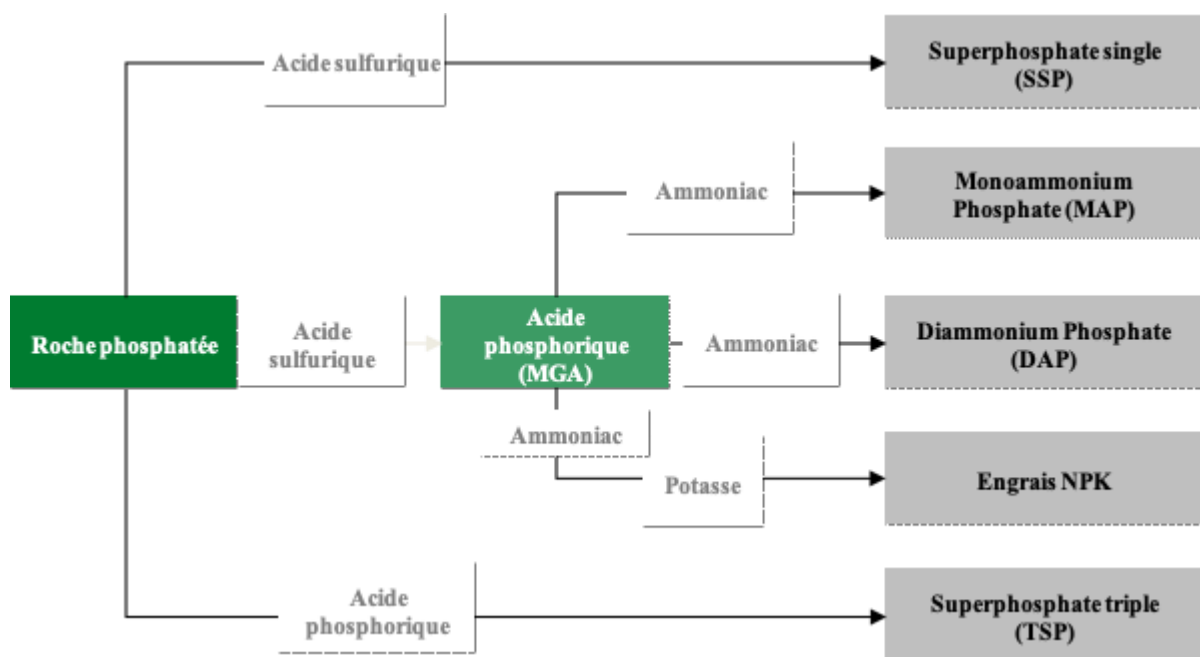 Acide sulfurique
Superphosphate single
(SSP)
Ammoniac
Monoammonium
Phosphate (MAP)
Roche phosphatée
Acide
sulfurique
Acide
phosphorique
(MGA)
Ammoniac
Diammonium Phosphate
(DAP)
Ammoniac
Potasse
Engrais NPK
Acide
phosphorique
Superphosphate triple
(TSP)